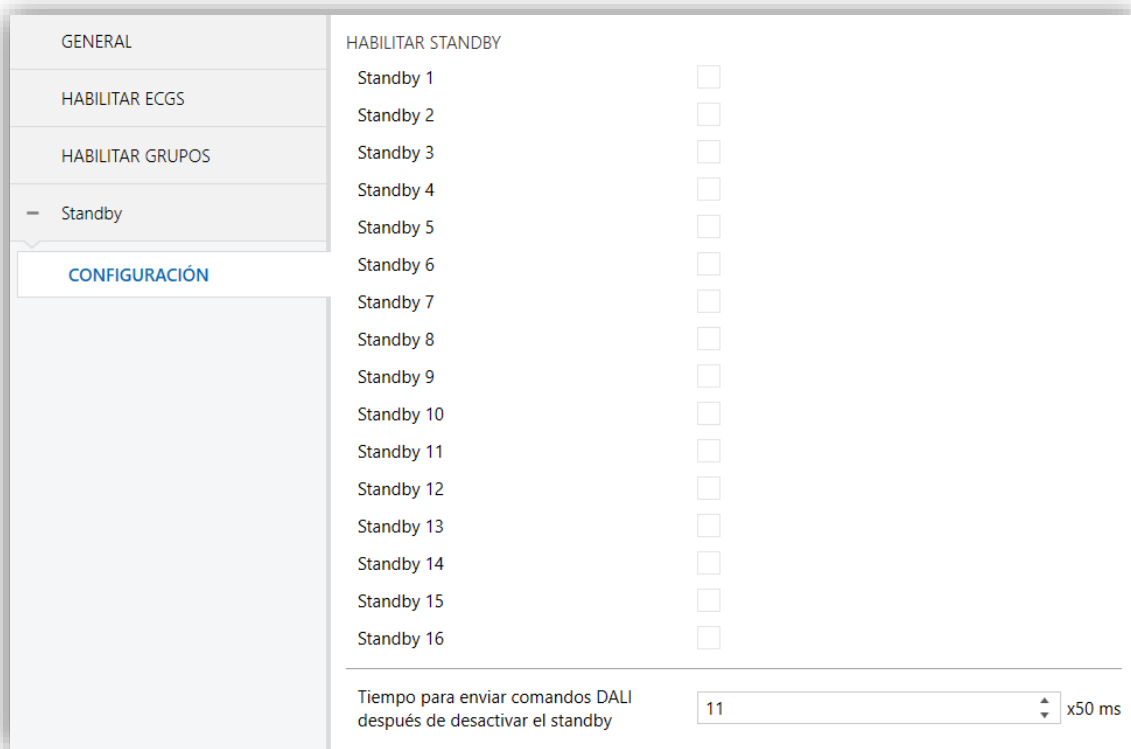 GENERAL
HABILITAR ECGS
HABILITAR GRUPOS
Standby
CONFIGURACIÓN
HABILITAR STANDBY
Standby 1
Standby 2
Standby 3
Standby 4
Standby 5
Standby 6
Standby 7
Standby 8
Standby 9
Standby 10
Standby 11
Standby 12
Standby 13
Standby 14
Standby 15
Standby 16
Tiempo para enviar comandos DALI
después de desactivar el standby
11
x50 ms